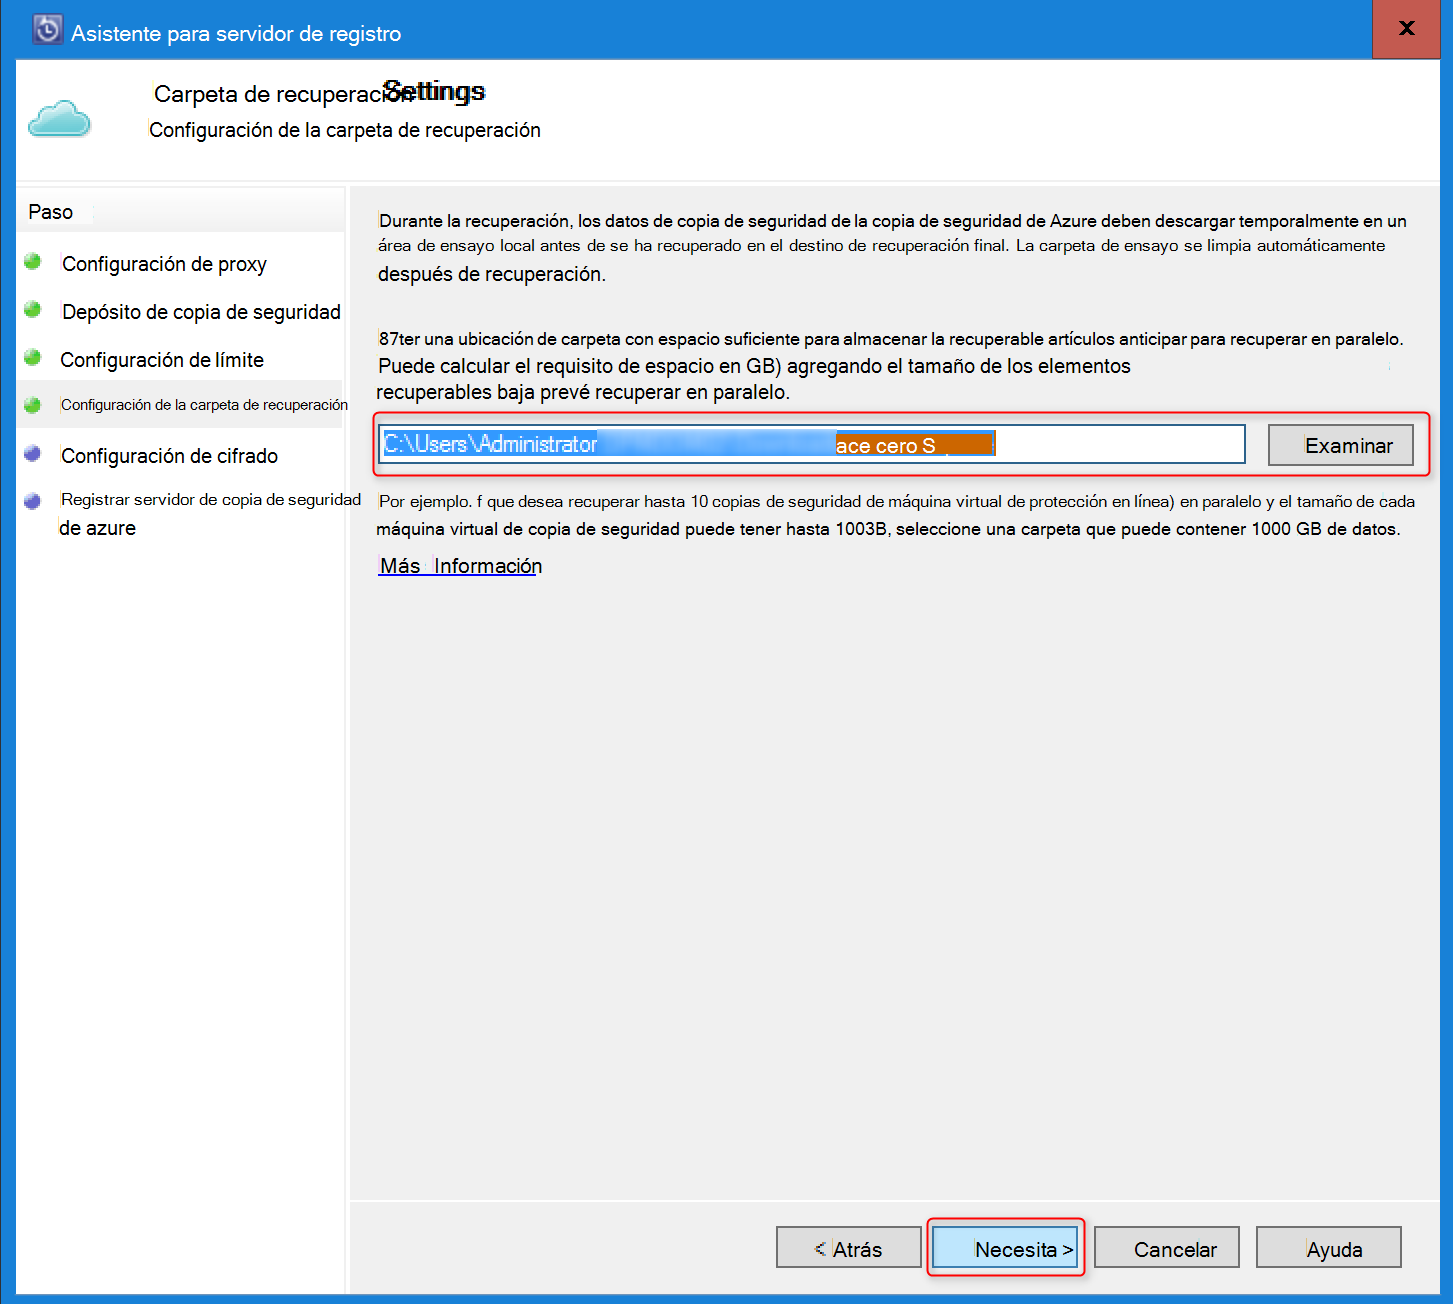 Asistente para servidor de registro
x
Carpeta de recuperación Settings
Configuración de la carpeta de recuperación
Paso
Configuración de proxy
Depósito de copia de seguridad
Configuración de límite
Configuración de la carpeta de recuperación
Configuración de cifrado
Registrar servidor de copia de seguridad
de azure
Durante la recuperación, los datos de copia de seguridad de la copia de seguridad de Azure deben descargar temporalmente en un
área de ensayo local antes de se ha recuperado en el destino de recuperación final. La carpeta de ensayo se limpia automáticamente
después de recuperación.
87ter una ubicación de carpeta con espacio suficiente para almacenar la recuperable artículos anticipar para recuperar en paralelo.
Puede calcular el requisito de espacio en GB) agregando el tamaño de los elementos
recuperables baja prevé recuperar en paralelo.
C:\Users\Administrator ace cero S
Examinar
Por ejemplo. f que desea recuperar hasta 10 copias de seguridad de máquina virtual de protección en línea) en paralelo y el tamaño de cada
máquina virtual de copia de seguridad puede tener hasta 1003B, seleccione una carpeta que puede contener 1000 GB de datos.
Más Información
< Atrás
Necesita >
Cancelar
Ayuda